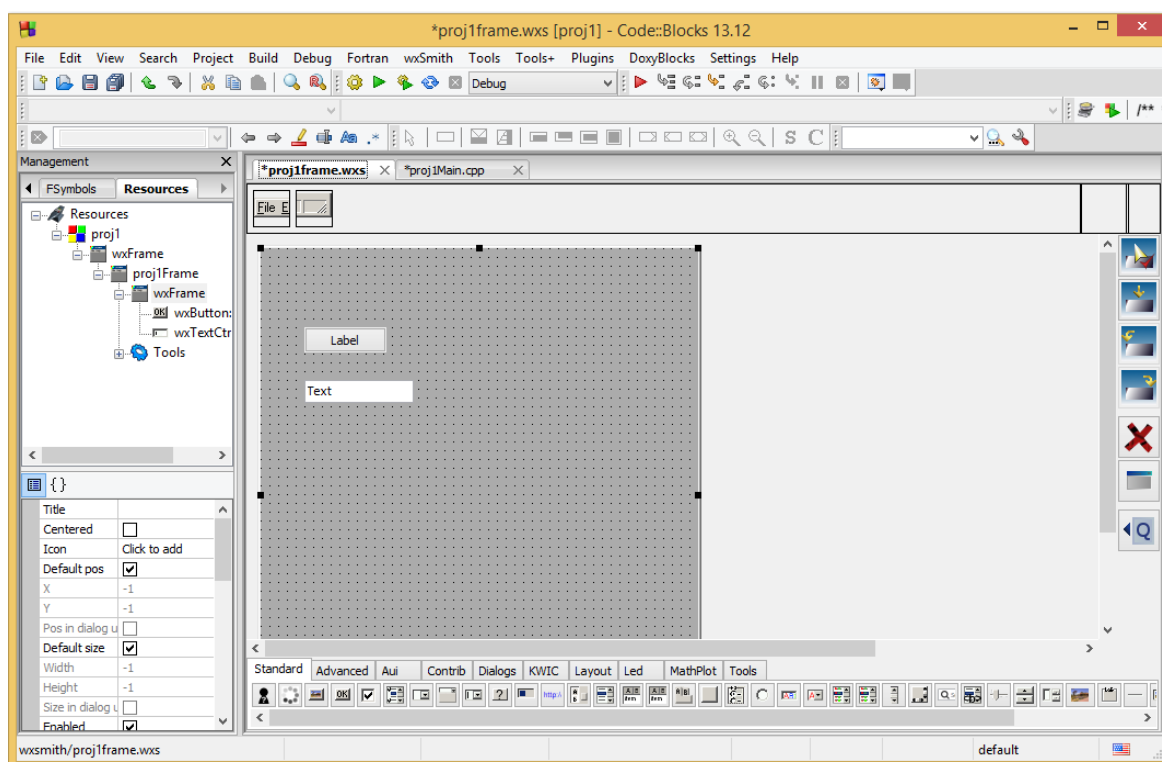 *proj1frame.wxs [proj1] - Code::Blocks 13.12
File Edit View Search Project Build Debug Fortran wxSmith Tools Tools+ Plugins DoxyBlocks Settings Help
Debug
/**
S C
Management
*proj1frame.wxs *proj1Main.cpp
FSymbols Resources
File E
Resources
proj1
wxFrame
proj1Frame
wxFrame
OK wxButton:
wxTextCtr
Tools
Label
Text
{}
Title
Centered
Icon Click to add
Default pos
X -1
Y -1
Pos in dialog u
Default size
Width -1
Height -1
Size in dialog u
Enabled
Q
Standard Advanced Aui Contrib Dialogs KWIC Layout Led MathPlot Tools
OK
wxsmith/proj1frame.wxs default